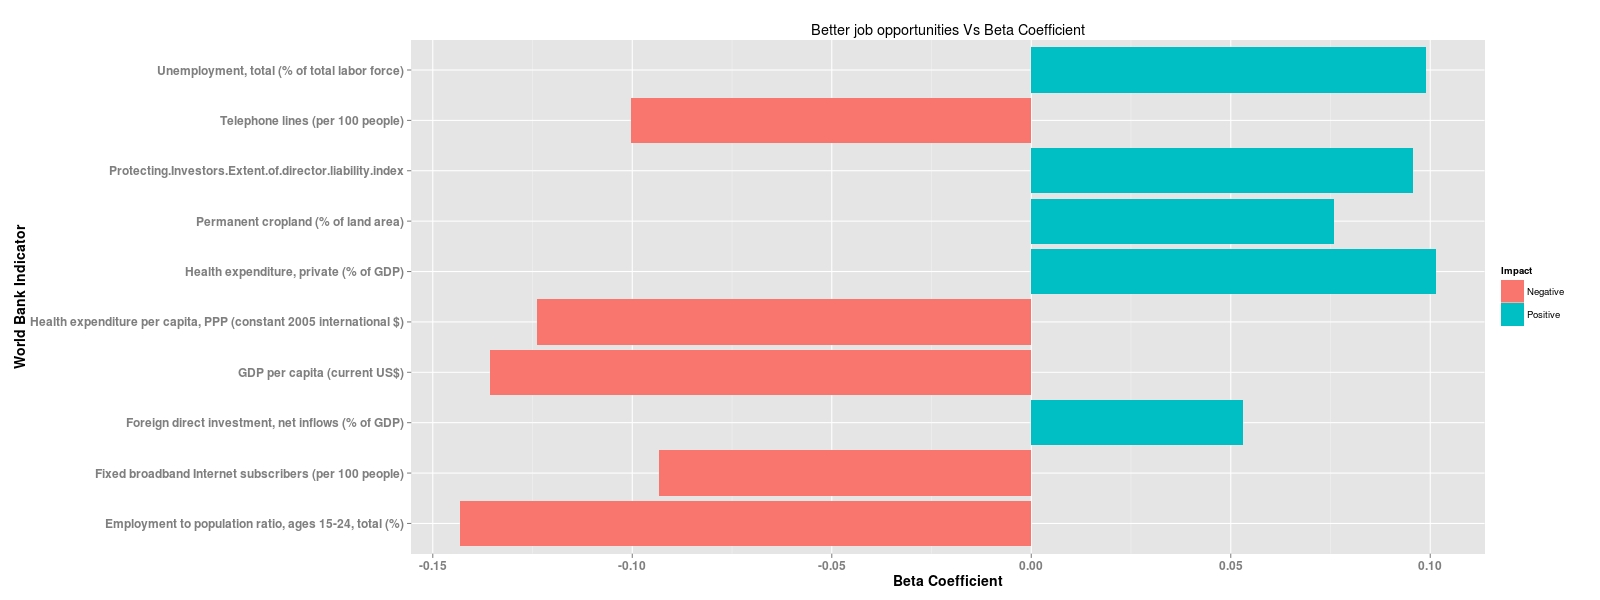 Better job opportunities Vs Beta Coefficient
World Bank Indicator
Unemployment, total (% of total labor force)
Telephone lines (per 100 people)
Protecting.Investors.Extent.of.director.liability.index
Permanent cropland (% of land area)
Health expenditure, private (% of GDP)
Health expenditure per capita, PPP (constant 2005 international $)
GDP per capita (current US$)
Foreign direct investment, net inflows (% of GDP)
Fixed broadband Internet subscribers (per 100 people)
Employment to population ratio, ages 15-24, total (%)
-0.15 -0.10 -0.05 0.00 0.05 0.10
Beta Coefficient
Impact
Negative
Positive